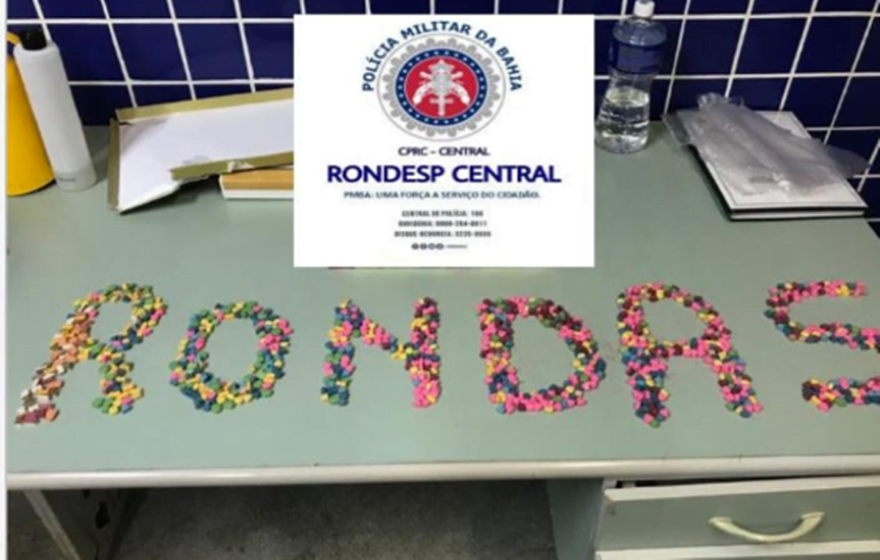 POLÍCIA MILITAR DA BAHIA
CPRC - CENTRAL
RONDESP CENTRAL
PMBA: UMA FORÇA A SERVIÇO DO CIDADÃO.
CENTRAL DE POLÍCIA: 190
RONDAS